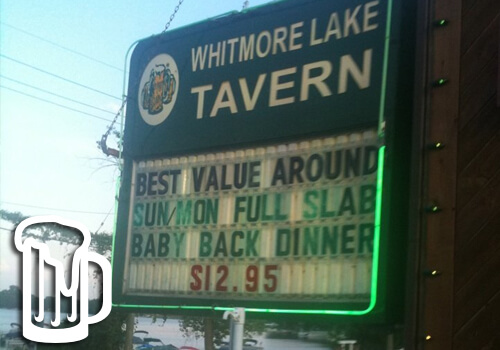 WHITMORE LAKE
TAVERN
BEST VALUE AROUND
SUN/MON FULL SLAB
BABY BACK DINNER
$12.95